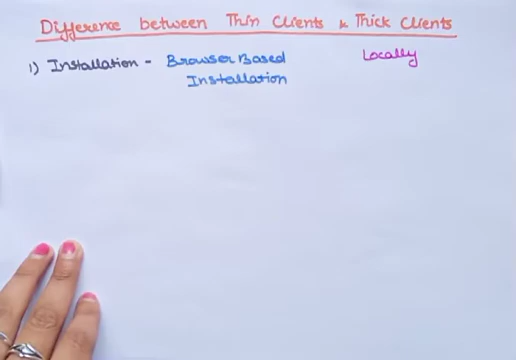 Difference between Thin Clients & Thick Clients
1) Installation - Browser Based Locally
Installation